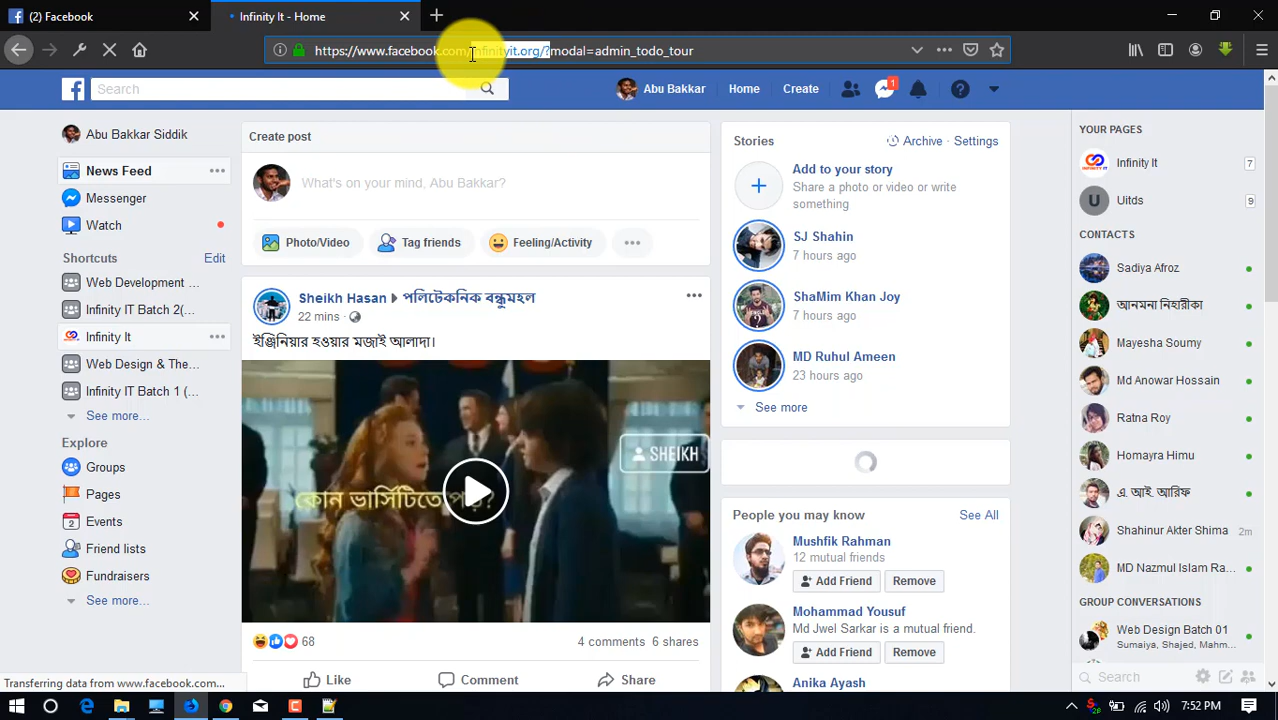 (2) Facebook
Infinity It - Home
https://www.facebook.com/infinityit.org/?modal=admin_todo_tour
Search
Abu Bakkar
Home
Create
1
Abu Bakkar Siddik
News Feed
Messenger
Watch
Shortcuts
Edit
Web Development ...
Infinity IT Batch 2(...
Infinity It
Web Design & The...
Infinity IT Batch 1 (...
See more...
Explore
Groups
Pages
Events
Friend lists
Fundraisers
See more...
Create post
What's on your mind, Abu Bakkar?
Photo/Video
Tag friends
Feeling/Activity
Sheikh Hasan ▸ পলিটেকনিক বন্ধুমহল
22 mins ·
ইঞ্জিনিয়ার হওয়ার মজাই আলাদা।
SHEIKH
কোন ভার্সিটিতে পড়?
68
4 comments 6 shares
Like
Comment
Share
Stories
Archive · Settings
Add to your story
Share a photo or video or write
something
SJ Shahin
7 hours ago
ShaMim Khan Joy
7 hours ago
MD Ruhul Ameen
23 hours ago
See more
People you may know
See All
Mushfik Rahman
12 mutual friends
Add Friend
Remove
Mohammad Yousuf
Md Jwel Sarkar is a mutual friend.
Add Friend
Remove
Anika Ayash
YOUR PAGES
Infinity It
7
U
Uitds
9
CONTACTS
Sadiya Afroz
আনমনা নিহারীকা
Mayesha Soumy
Md Anowar Hossain
Ratna Roy
Homayra Himu
এ. আই. আরিফ
Shahinur Akter Shima
2m
MD Nazmul Islam Ra...
GROUP CONVERSATIONS
Web Design Batch 01
Sumaiya, Shajed, Mahm...
Search
Transferring data from www.facebook.com...
7:52 PM